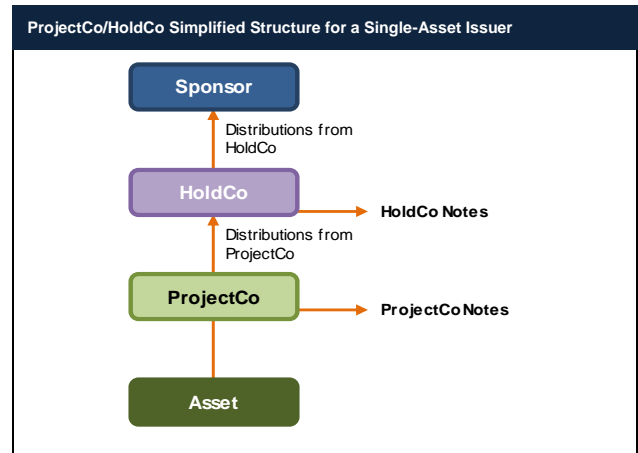 ProjectCo/HoldCo Simplified Structure for a Single-Asset Issuer
Sponsor
Distributions from
HoldCo
HoldCo
HoldCo Notes
Distributions from
ProjectCo
ProjectCo
ProjectCo Notes
Asset